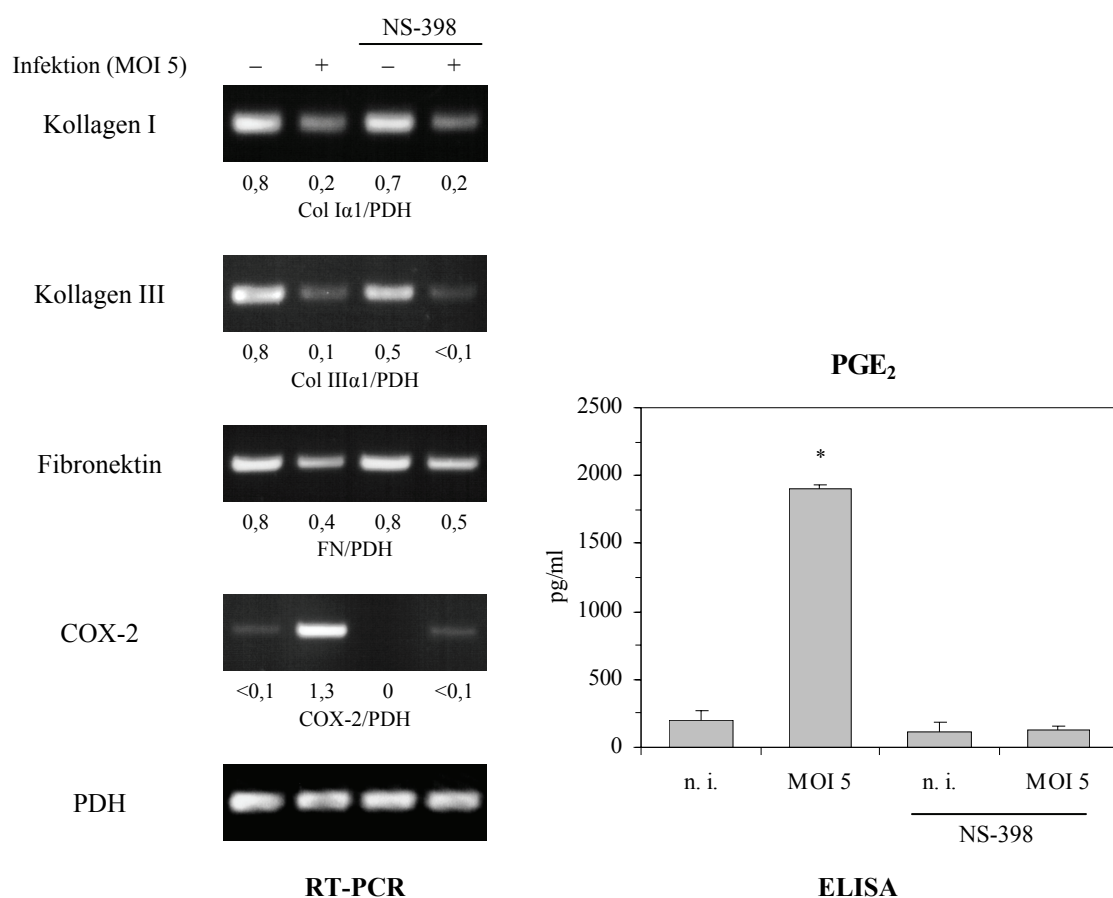 NS-398
Infektion (MOI 5) – + – +
Kollagen I
0,8 0,2 0,7 0,2
Col Iα1/PDH
Kollagen III
0,8 0,1 0,5 <0,1
Col IIIα1/PDH
Fibronektin
0,8 0,4 0,8 0,5
FN/PDH
COX-2
<0,1 1,3 0 <0,1
COX-2/PDH
PDH
RT-PCR
PGE₂
2500
2000
1500
1000
500
0
pg/ml
*
n. i. MOI 5 n. i. MOI 5
NS-398
ELISA